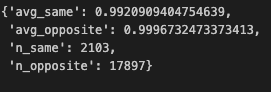 {'avg_same': 0.9920909404754639,
'avg_opposite': 0.9996732473373413,
'n_same': 2103,
'n_opposite': 17897}